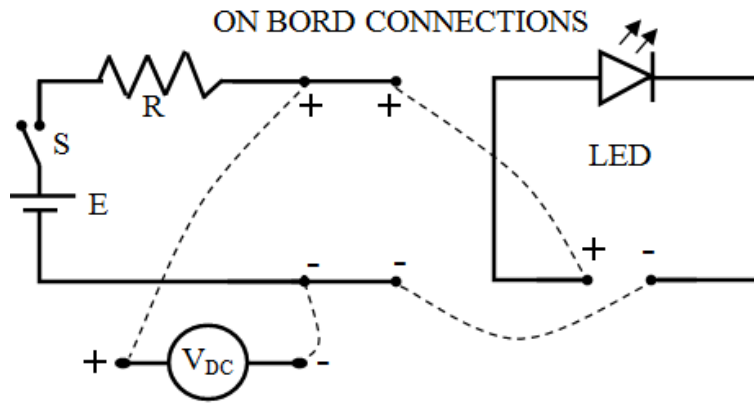 ON BORD CONNECTIONS
R
+ +
S
LED
E
+ -
- -
+ VDC -